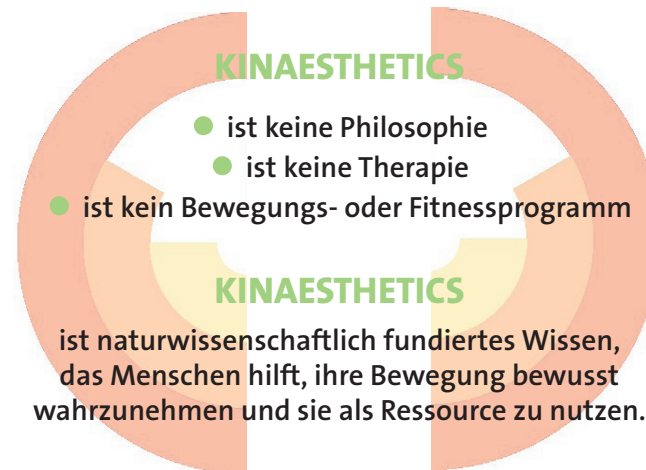 KINAESTHETICS
● ist keine Philosophie
● ist keine Therapie
● ist kein Bewegungs- oder Fitnessprogramm
KINAESTHETICS
ist naturwissenschaftlich fundiertes Wissen,
das Menschen hilft, ihre Bewegung bewusst
wahrzunehmen und sie als Ressource zu nutzen.